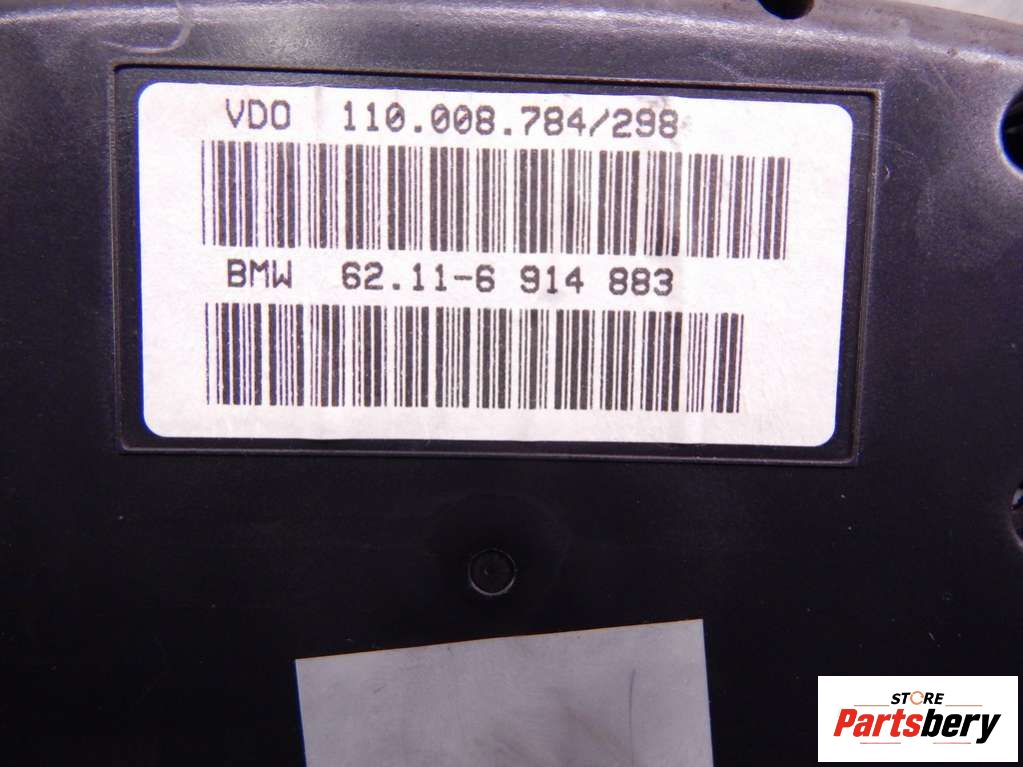 VDO 110.008.784/298
BMW 62.11-6 914 883
STORE
Partsbery